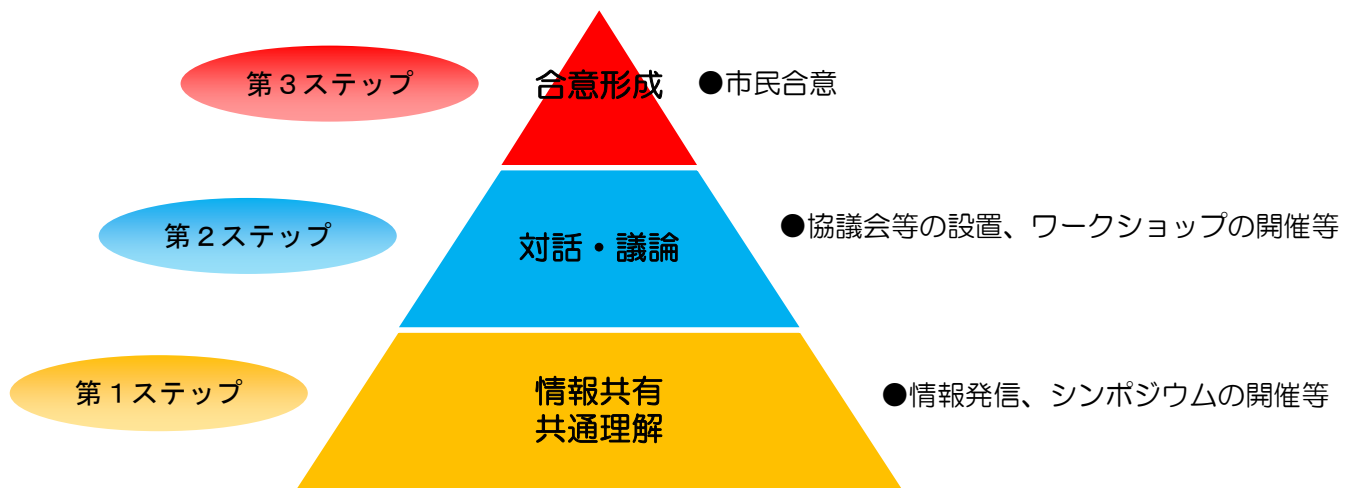 第３ステップ
合意形成
●市民合意
第２ステップ
対話・議論
●協議会等の設置、ワークショップの開催等
第１ステップ
情報共有
共通理解
●情報発信、シンポジウムの開催等